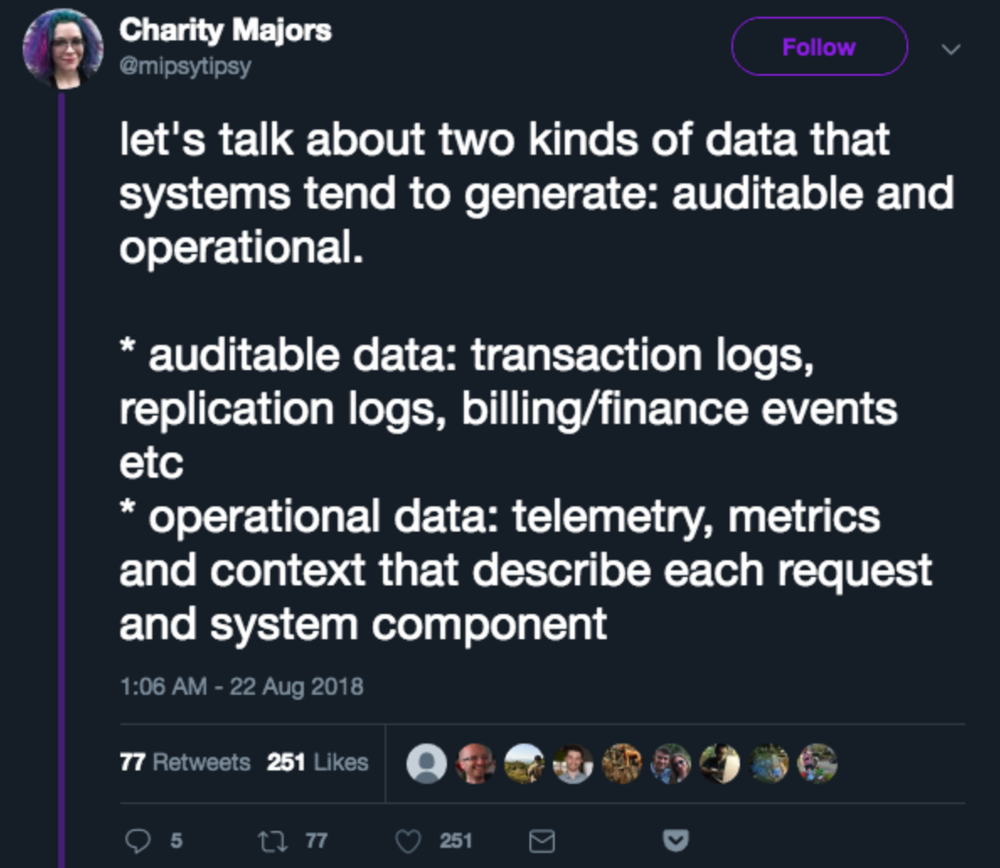 Charity Majors
@mipsytipsy
Follow
let's talk about two kinds of data that
systems tend to generate: auditable and
operational.
* auditable data: transaction logs,
replication logs, billing/finance events
etc
* operational data: telemetry, metrics
and context that describe each request
and system component
1:06 AM - 22 Aug 2018
77 Retweets 251 Likes
5 77 251